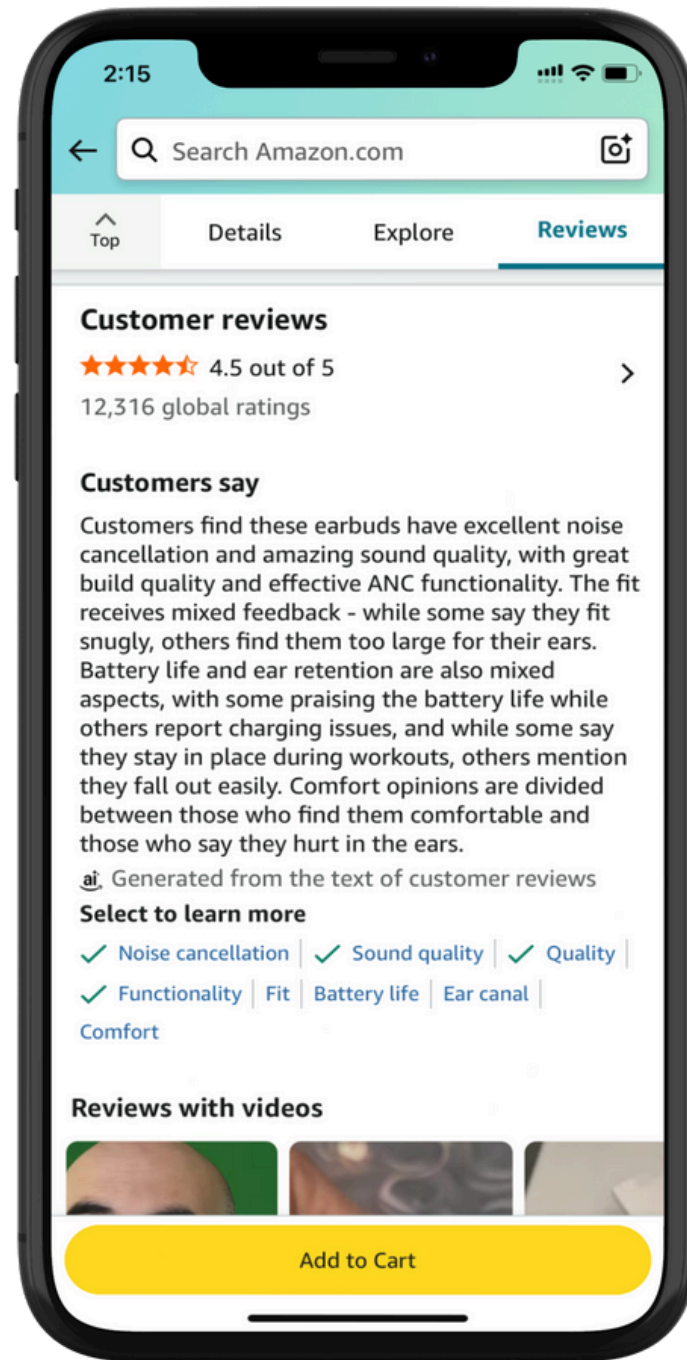 2:15
Search Amazon.com
Top
Details
Explore
Reviews
Customer reviews
4.5 out of 5
12,316 global ratings
Customers say
Customers find these earbuds have excellent noise
cancellation and amazing sound quality, with great
build quality and effective ANC functionality. The fit
receives mixed feedback - while some say they fit
snugly, others find them too large for their ears.
Battery life and ear retention are also mixed
aspects, with some praising the battery life while
others report charging issues, and while some say
they stay in place during workouts, others mention
they fall out easily. Comfort opinions are divided
between those who find them comfortable and
those who say they hurt in the ears.
ai Generated from the text of customer reviews
Select to learn more
Noise cancellation | Sound quality | Quality |
Functionality | Fit | Battery life | Ear canal |
Comfort
Reviews with videos
Add to Cart